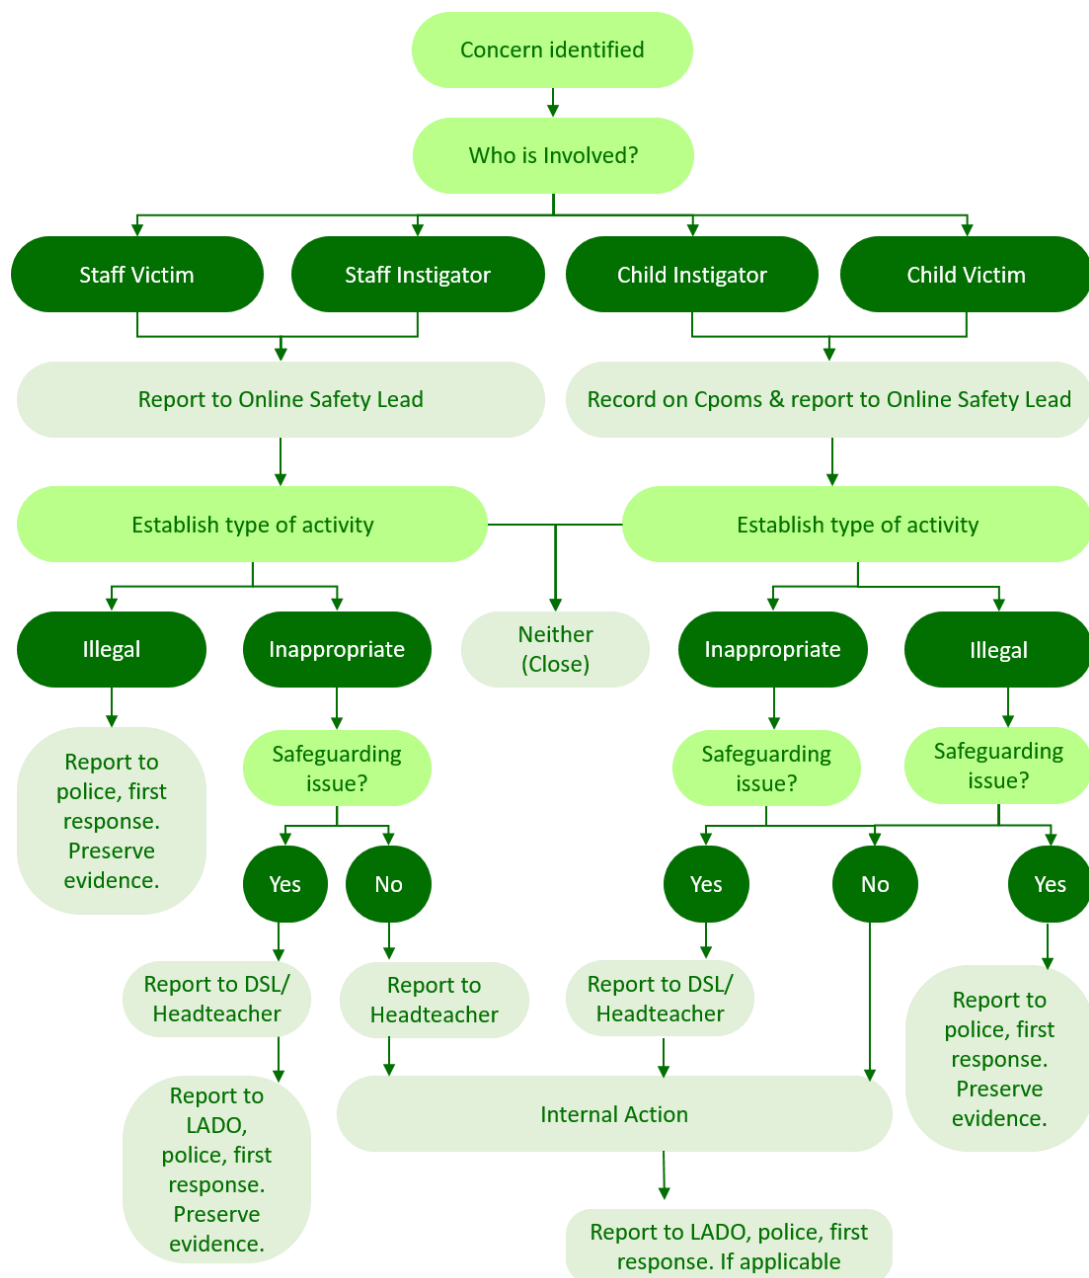 Concern identified
Who is Involved?
Staff Victim
Staff Instigator
Child Instigator
Child Victim
Report to Online Safety Lead
Record on Cpoms & report to Online Safety Lead
Establish type of activity
Establish type of activity
Illegal
Inappropriate
Neither
(Close)
Inappropriate
Illegal
Report to
police, first
response.
Preserve
evidence.
Safeguarding
issue?
Safeguarding
issue?
Safeguarding
issue?
Yes
No
Yes
No
Yes
Report to DSL/
Headteacher
Report to
Headteacher
Report to DSL/
Headteacher
Report to
police, first
response.
Preserve
evidence.
Report to
LADO,
police, first
response.
Preserve
evidence.
Internal Action
Report to LADO, police, first
response. If applicable